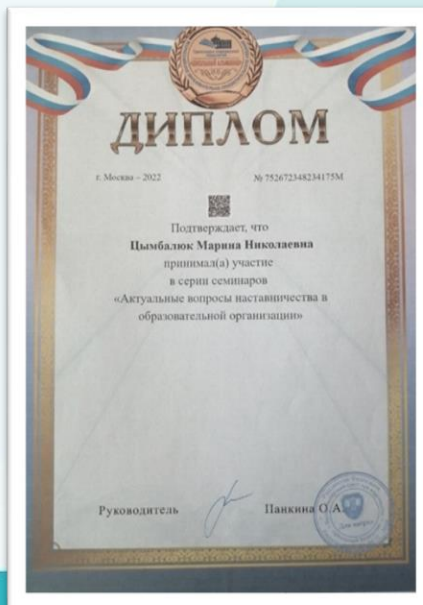 ДИПЛОМ
г. Москва – 2022
№ 752672348234175М
Подтверждает, что
Цымбалюк Марина Николаевна
принимал(а) участие
в серии семинаров
«Актуальные вопросы наставничества в
образовательной организации»
Руководитель
Панкина О.А.